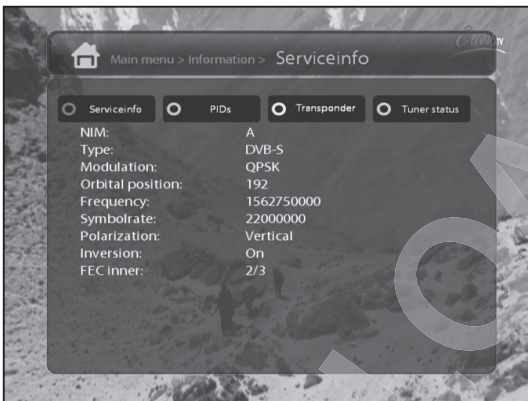 Main menu > Information > Serviceinfo
Serviceinfo PIDs Transponder Tuner status
NIM: A
Type: DVB-S
Modulation: QPSK
Orbital position: 192
Frequency: 1562750000
Symbolrate: 22000000
Polarization: Vertical
Inversion: On
FEC inner: 2/3